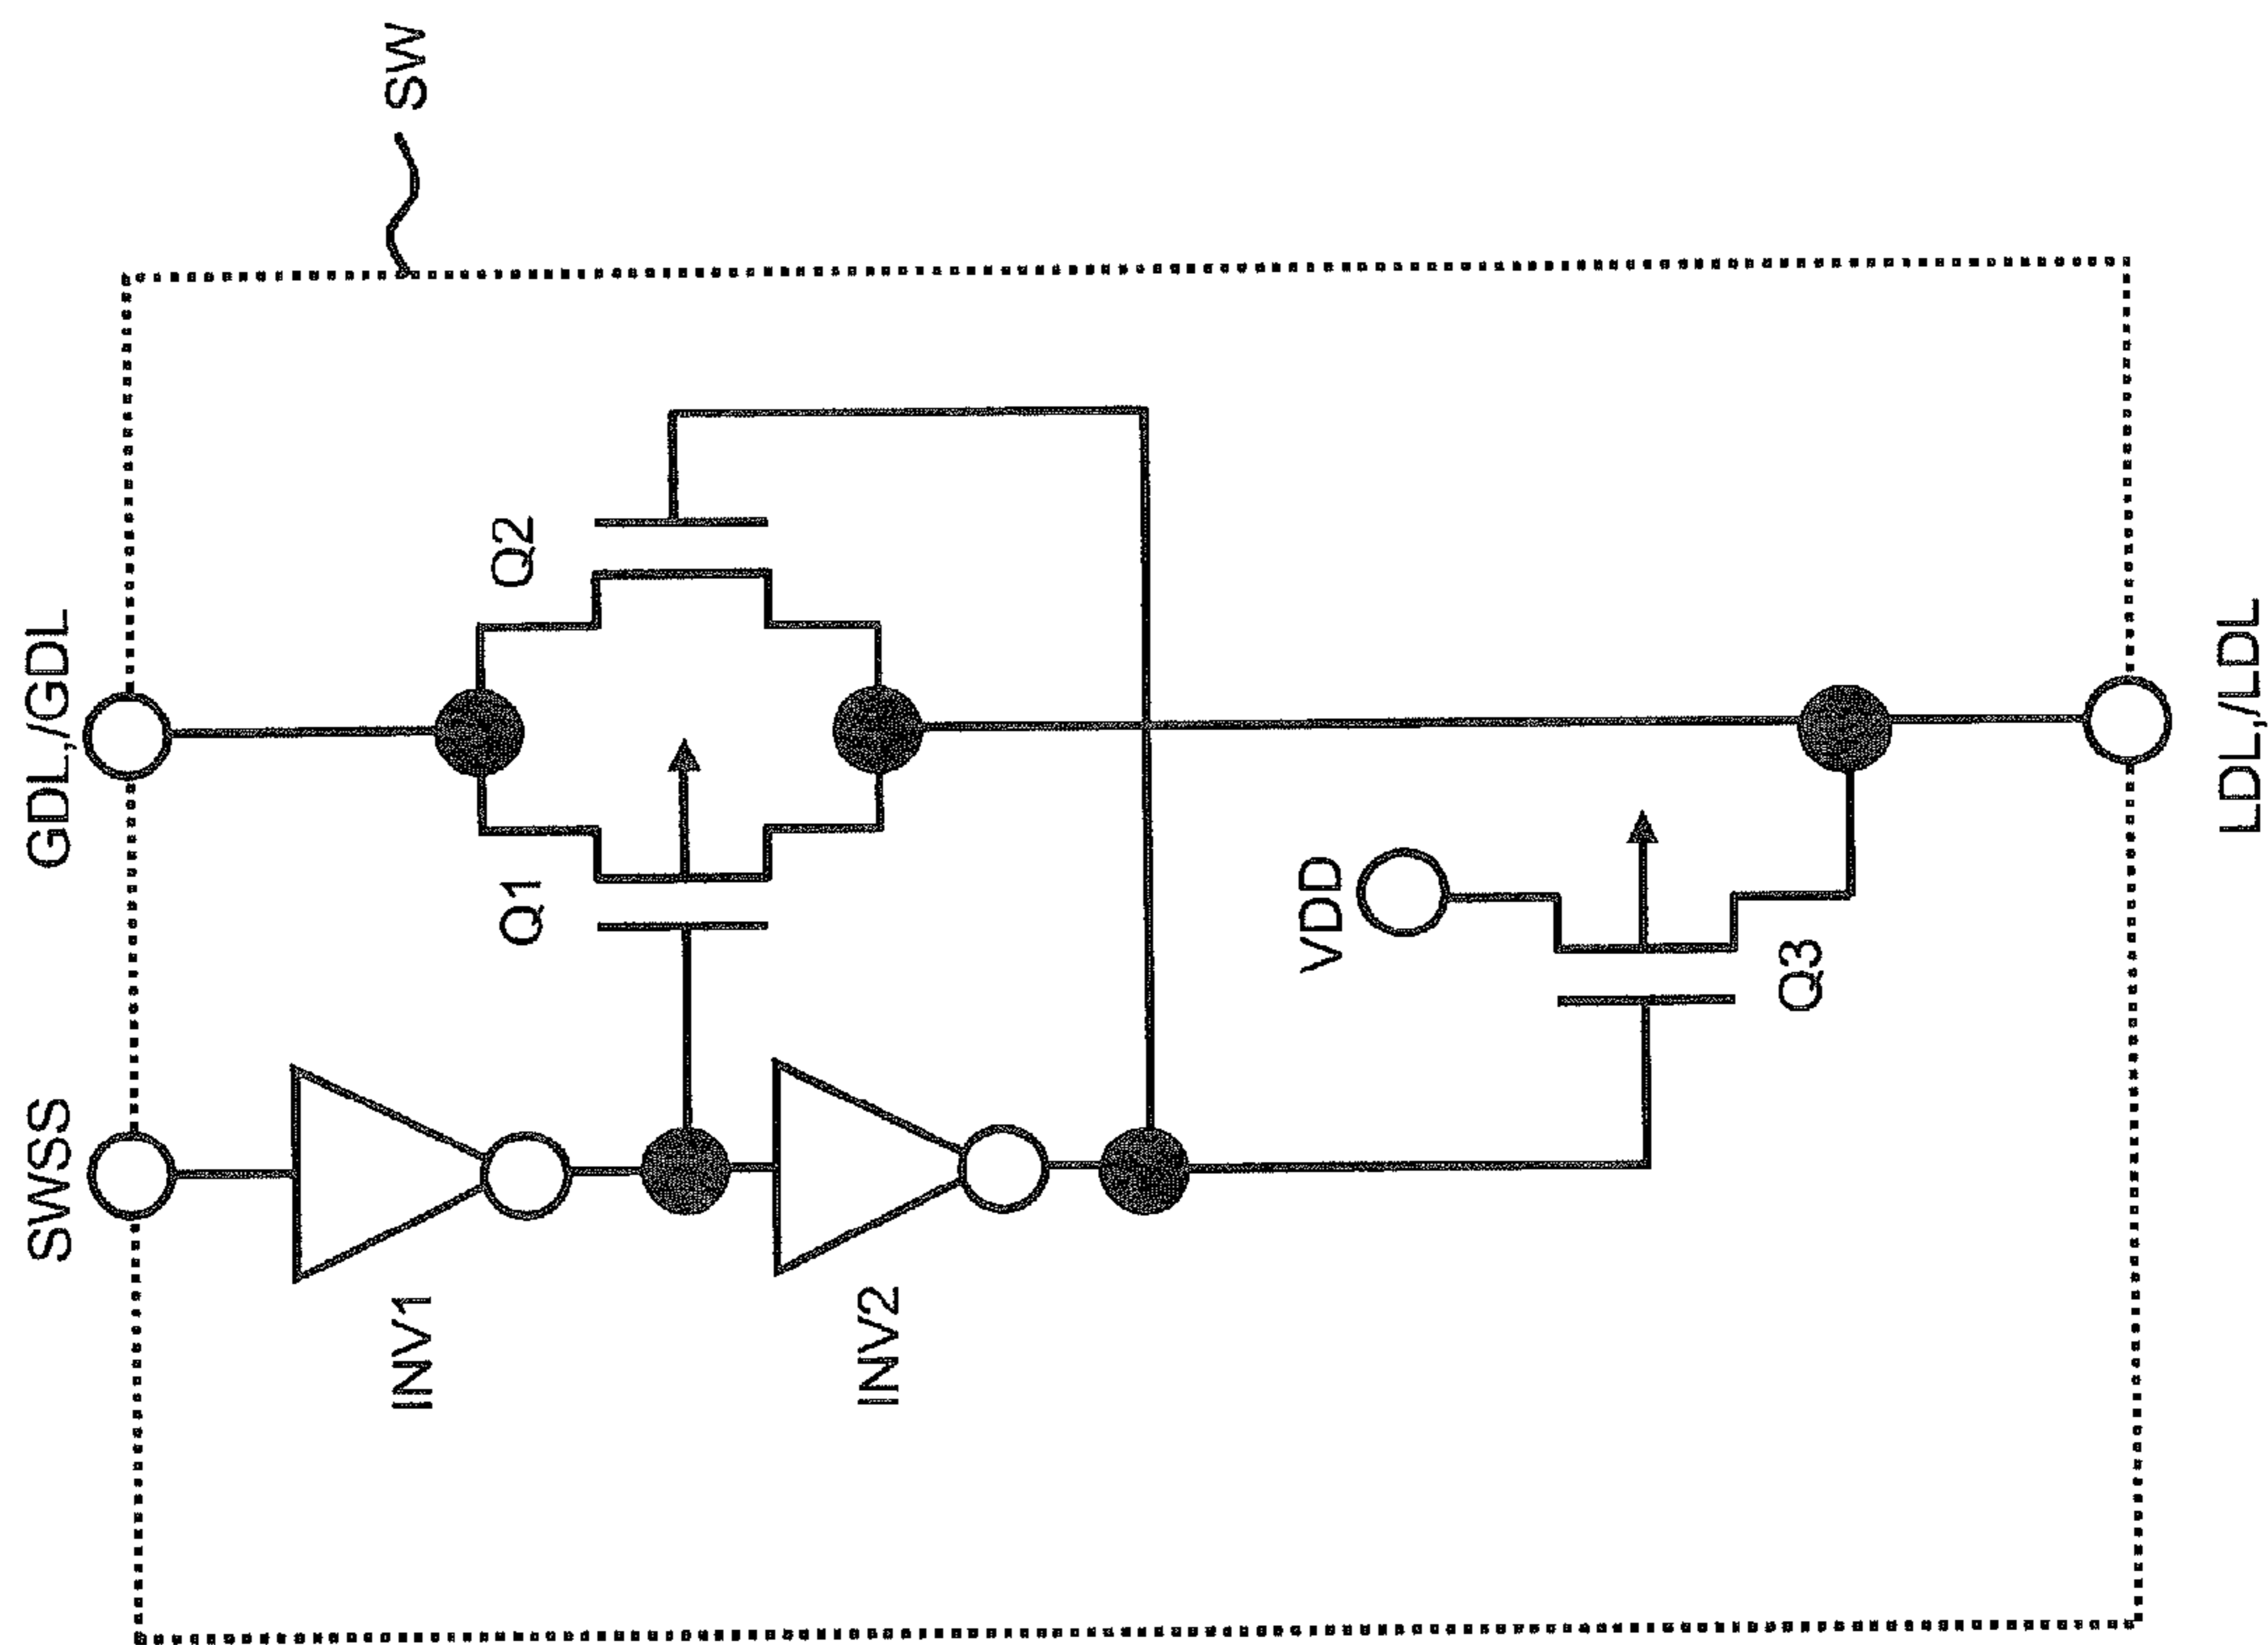 SW
GDL,/GDL
SWSS
Q2
Q1
INV1
INV2
VDD
Q3
LDL,/LDL